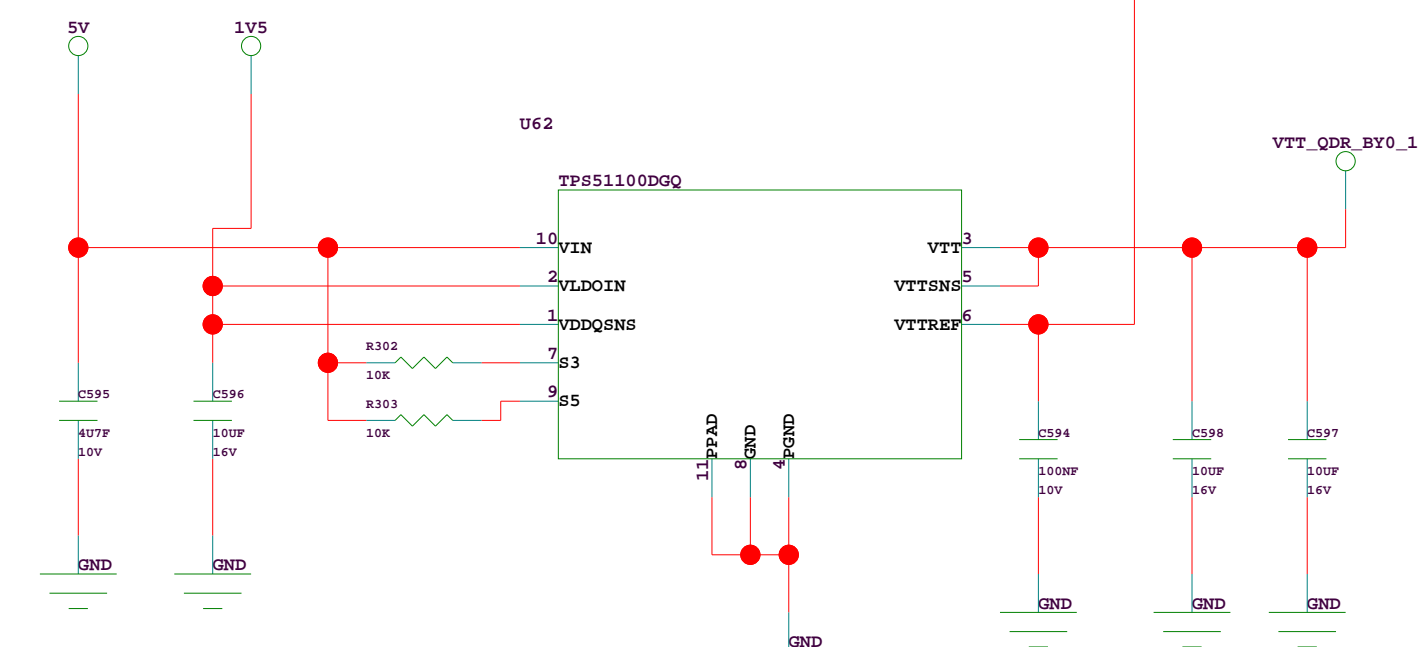 5V
1V5
U62
VTT_QDR_BY0_1
TPS51100DGQ
10 VIN
VTT 3
2 VLDOIN
VTTSNS 5
1 VDDQSNS
VTTREF 6
R302
7 S3
10K
C595
C596
R303
9 S5
10K
4U7F
10V
10UF
16V
11 PPAD
8 GND
4 PGND
C594
C598
C597
100NF
10V
10UF
16V
10UF
16V
GND
GND
GND
GND
GND
GND